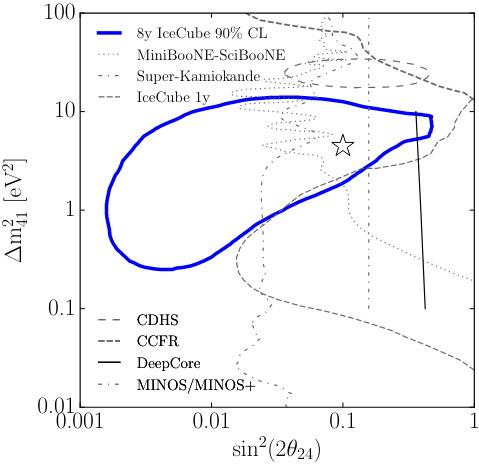 100
8y IceCube 90% CL
MiniBooNE-SciBooNE
Super-Kamiokande
IceCube 1y
10
Δm²₄₁ [eV²]
1
0.1
CDHS
CCFR
DeepCore
MINOS/MINOS+
0.01
0.001 0.01 0.1 1
sin²(2θ₂₄)